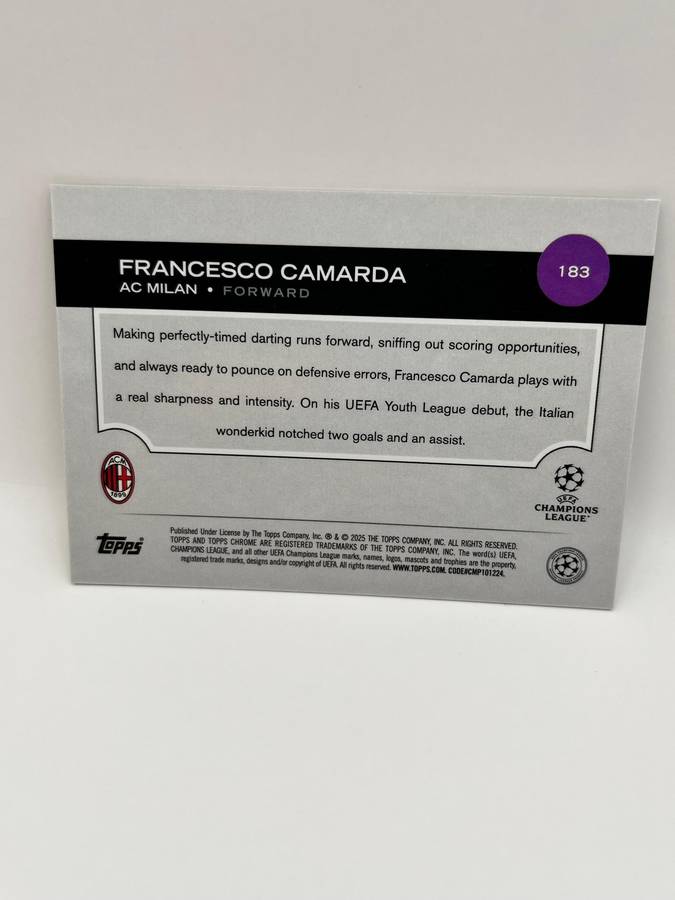 FRANCESCO CAMARDA
183
AC MILAN • FORWARD
Making perfectly-timed darting runs forward, sniffing out scoring opportunities,
and always ready to pounce on defensive errors, Francesco Camarda plays with
a real sharpness and intensity. On his UEFA Youth League debut, the Italian
wonderkid notched two goals and an assist.
ACM
1899
UEFA
CHAMPIONS
LEAGUE
Topps
Published Under License by The Topps Company, Inc. ® & © 2025 THE TOPPS COMPANY, INC. ALL RIGHTS RESERVED.
TOPPS AND TOPPS CHROME ARE REGISTERED TRADEMARKS OF THE TOPPS COMPANY, INC. The word(s) UEFA,
CHAMPIONS LEAGUE, and all other UEFA Champions League marks, names, logos, mascots and trophies are the property,
registered trade marks, designs and/or copyright of UEFA. All rights reserved. WWW.TOPPS.COM. CODE#CMP101224.